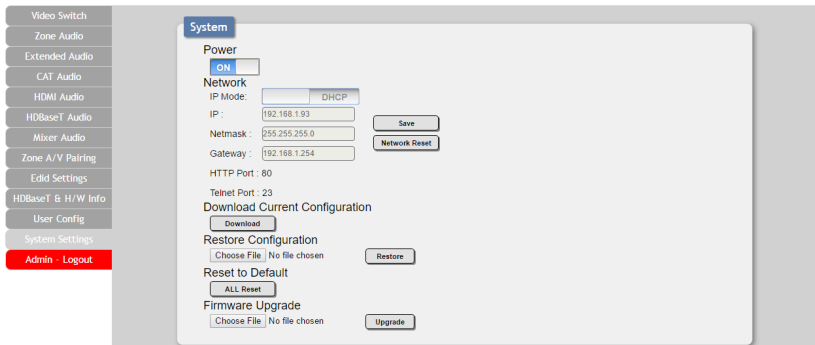 Video Switch
Zone Audio
Extended Audio
CAT Audio
HDMI Audio
HDBaseT Audio
Mixer Audio
Zone A/V Pairing
Edid Settings
HDBaseT & H/W Info
User Config
System Settings
Admin - Logout
System
Power
ON
Network
IP Mode: DHCP
IP : 192.168.1.93
Save
Netmask : 255.255.255.0
Network Reset
Gateway : 192.168.1.254
HTTP Port : 80
Telnet Port : 23
Download Current Configuration
Download
Restore Configuration
Choose File No file chosen Restore
Reset to Default
ALL Reset
Firmware Upgrade
Choose File No file chosen Upgrade